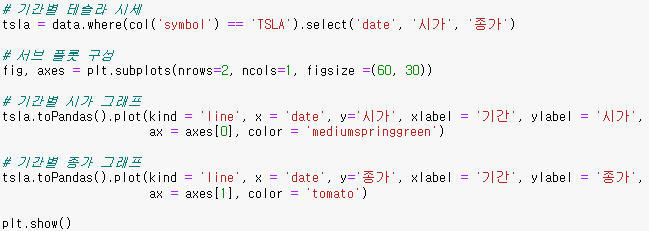 # 기간별 테슬라 시세
tsla = data.where(col('symbol') == 'TSLA').select('date', '시가', '종가')
# 서브 플롯 구성
fig, axes = plt.subplots(nrows=2, ncols=1, figsize =(60, 30))
# 기간별 시가 그래프
tsla.toPandas().plot(kind = 'line', x = 'date', y='시가', xlabel = '기간', ylabel = '시가',
ax = axes[0], color = 'mediumspringgreen')
# 기간별 종가 그래프
tsla.toPandas().plot(kind = 'line', x = 'date', y='종가', xlabel = '기간', ylabel = '종가',
ax = axes[1], color = 'tomato')
plt.show()